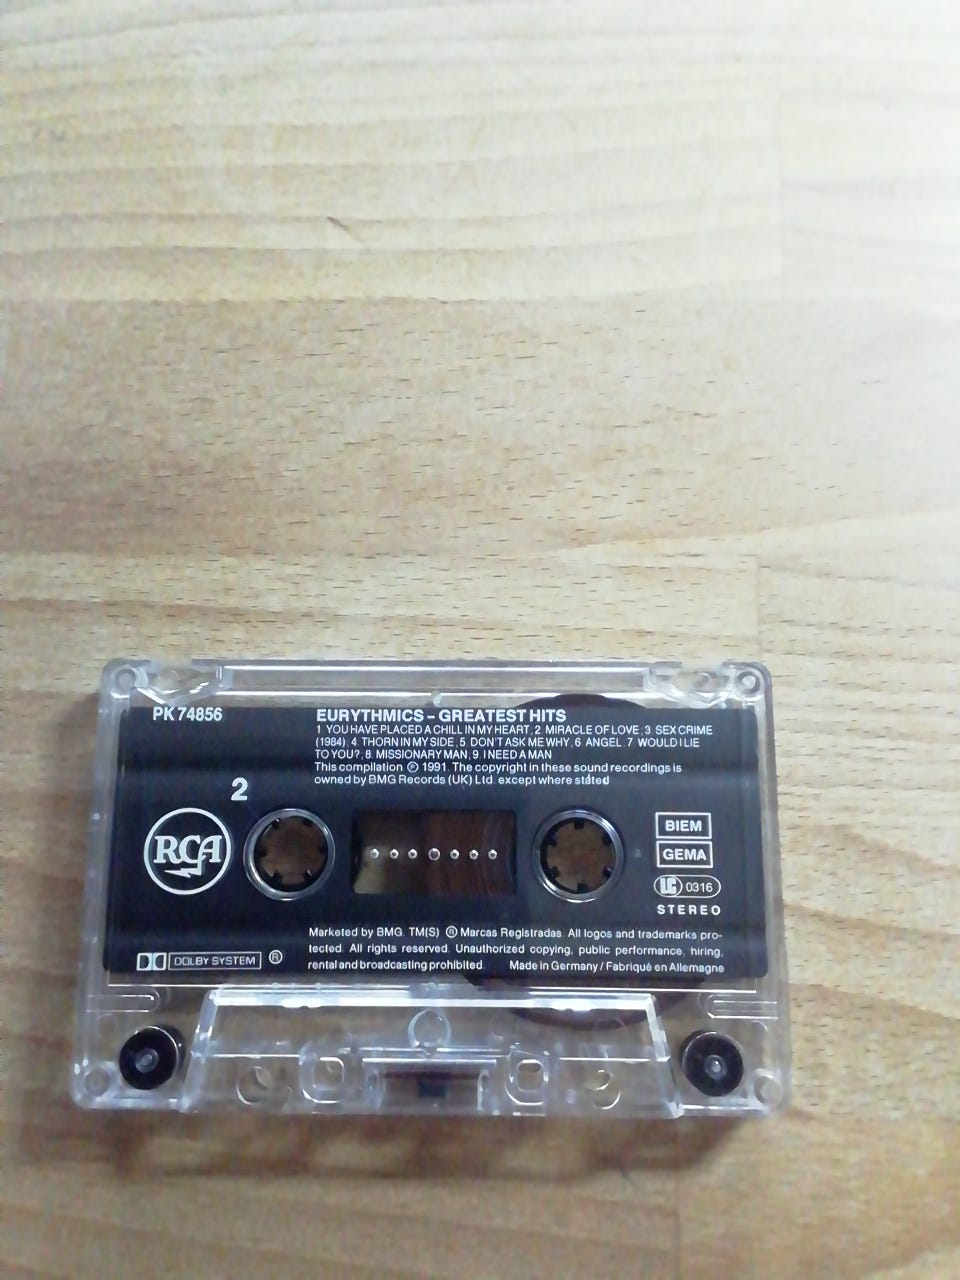 PK 74856
EURYTHMICS – GREATEST HITS
1 YOU HAVE PLACED A CHILL IN MY HEART, 2 MIRACLE OF LOVE, 3 SEX CRIME
(1984), 4. THORN IN MY SIDE, 5 DON'T ASK ME WHY, 6 ANGEL. 7 WOULD I LIE
TO YOU?, 8. MISSIONARY MAN, 9. I NEED A MAN
This compilation Ⓟ 1991. The copyright in these sound recordings is
owned by BMG Records (UK) Ltd except where stated
2
RCA
BIEM
GEMA
LC 0316
STEREO
Marketed by BMG. TM(S) ® Marcas Registradas. All logos and trademarks pro-
tected. All rights reserved. Unauthorized copying, public performance, hiring,
rental and broadcasting prohibited. Made in Germany / Fabriqué en Allemagne
DOLBY SYSTEM ®